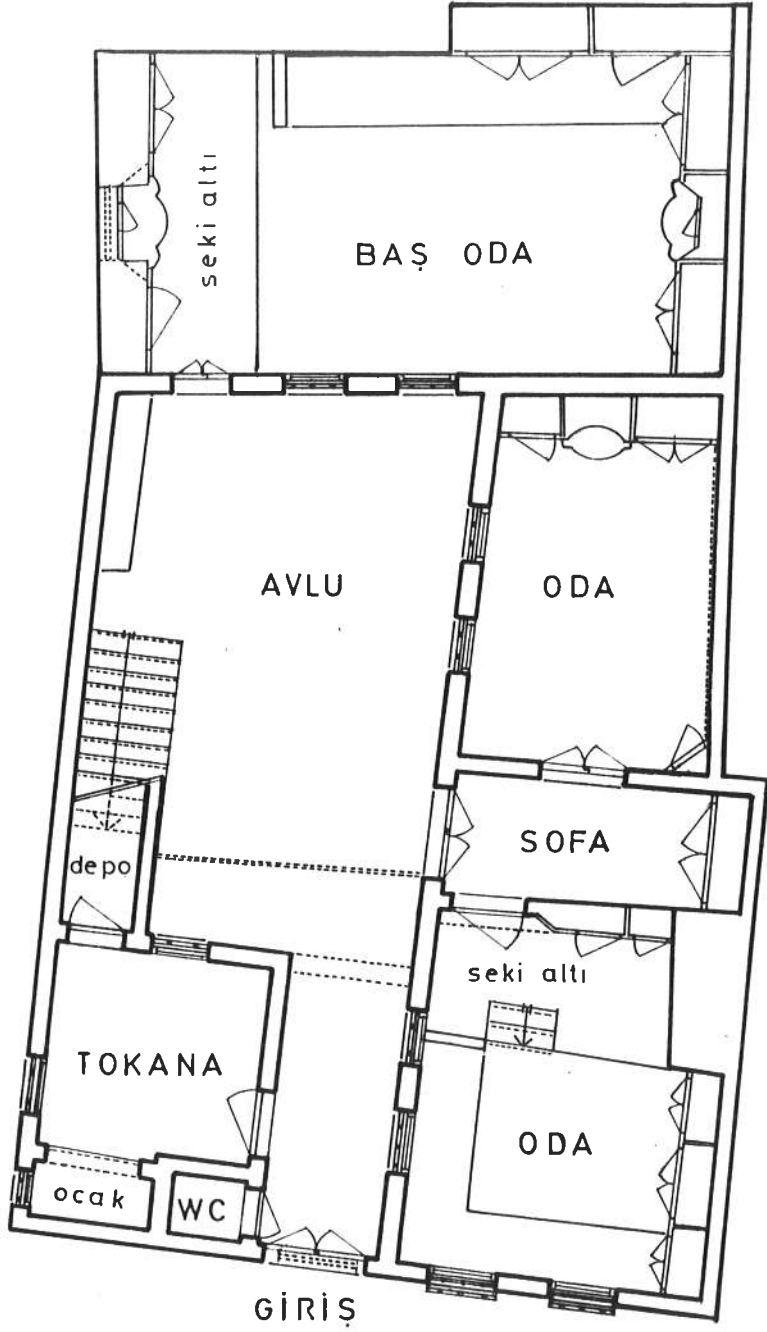 seki altı
BAŞ ODA
AVLU
ODA
SOFA
depo
seki altı
TOKANA
ODA
ocak
WC
GİRİŞ